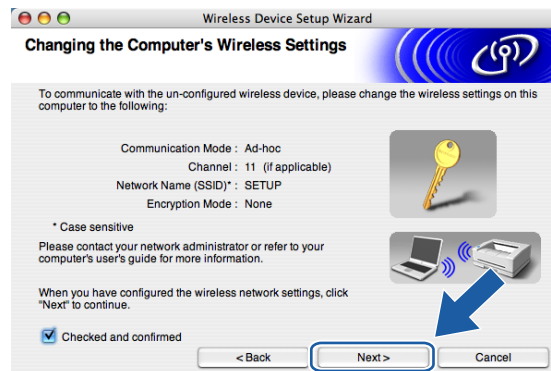 Wireless Device Setup Wizard
Changing the Computer's Wireless Settings
To communicate with the un-configured wireless device, please change the wireless settings on this
computer to the following:
Communication Mode : Ad-hoc
Channel : 11 (if applicable)
Network Name (SSID)* : SETUP
Encryption Mode : None
* Case sensitive
Please contact your network administrator or refer to your
computer's user's guide for more information.
When you have configured the wireless network settings, click
"Next" to continue.
Checked and confirmed
< Back
Next >
Cancel